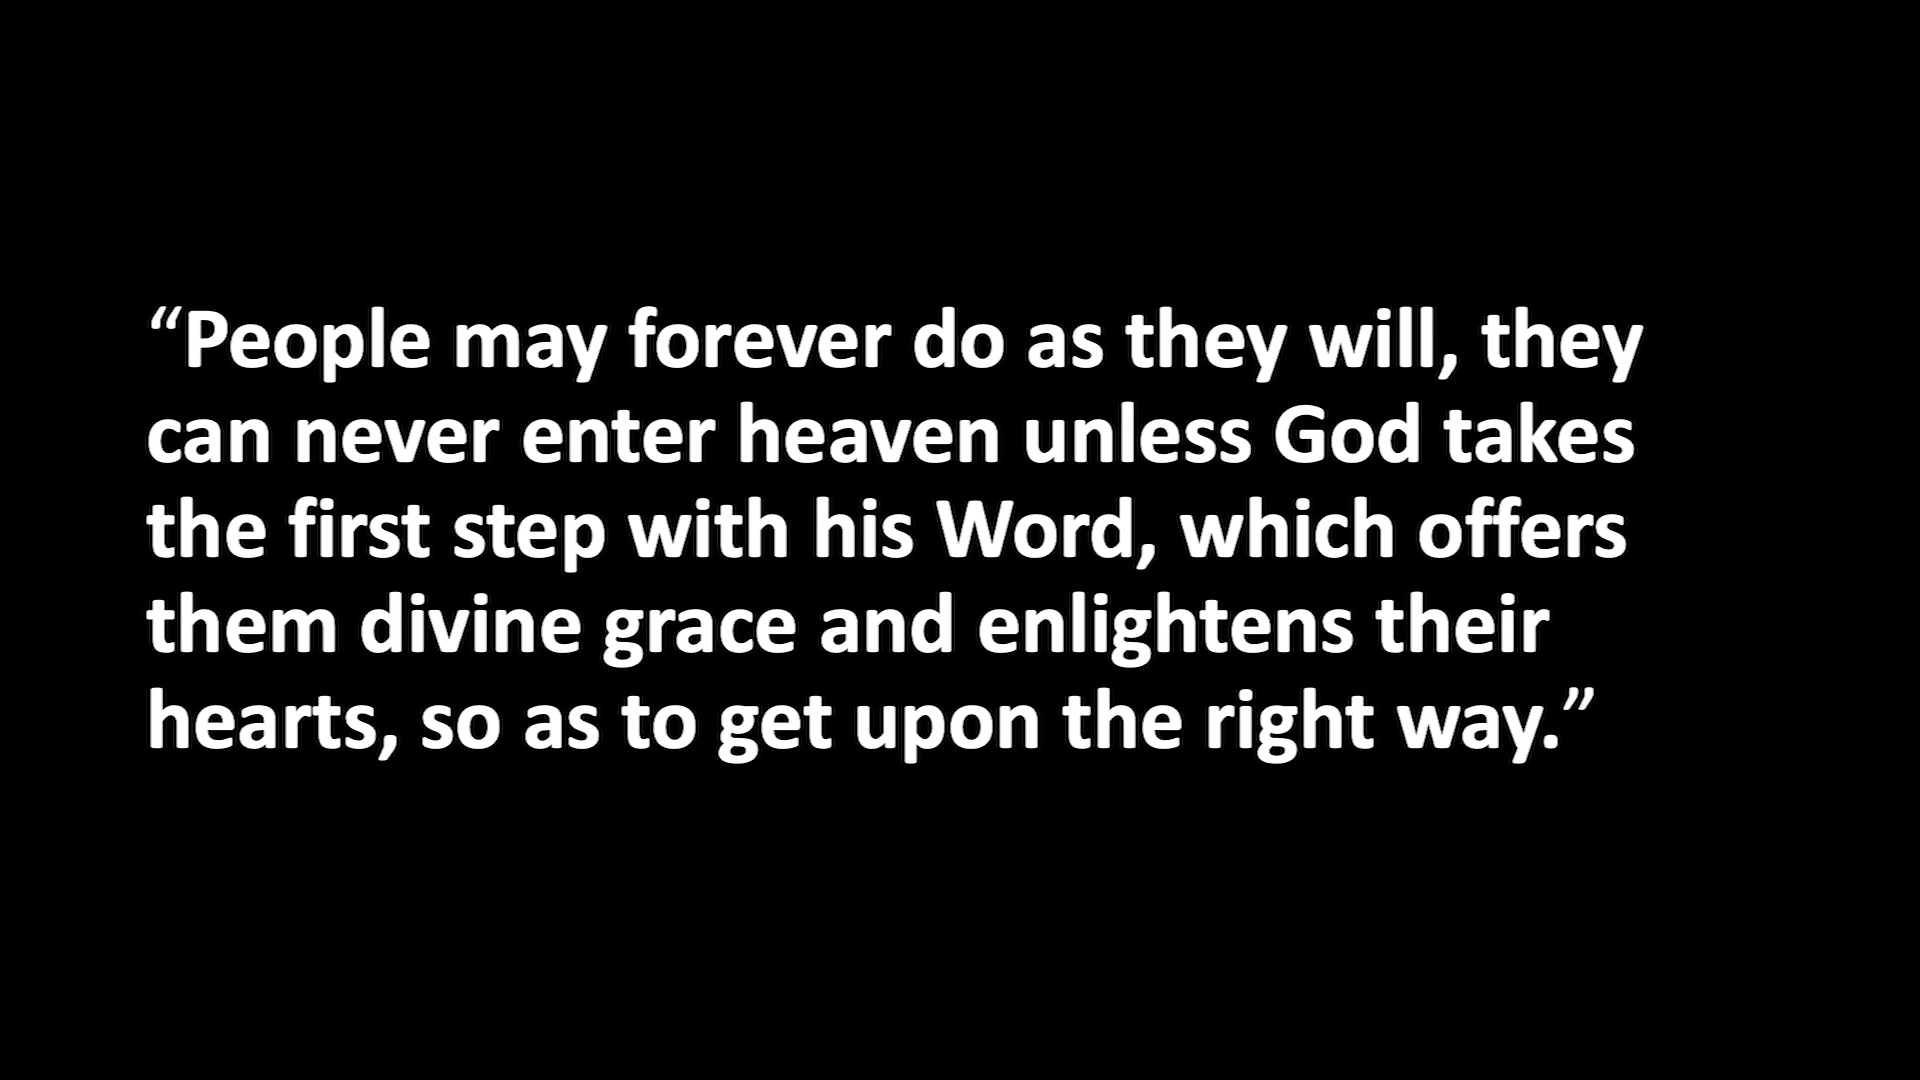 “People may forever do as they will, they
can never enter heaven unless God takes
the first step with his Word, which offers
them divine grace and enlightens their
hearts, so as to get upon the right way.”